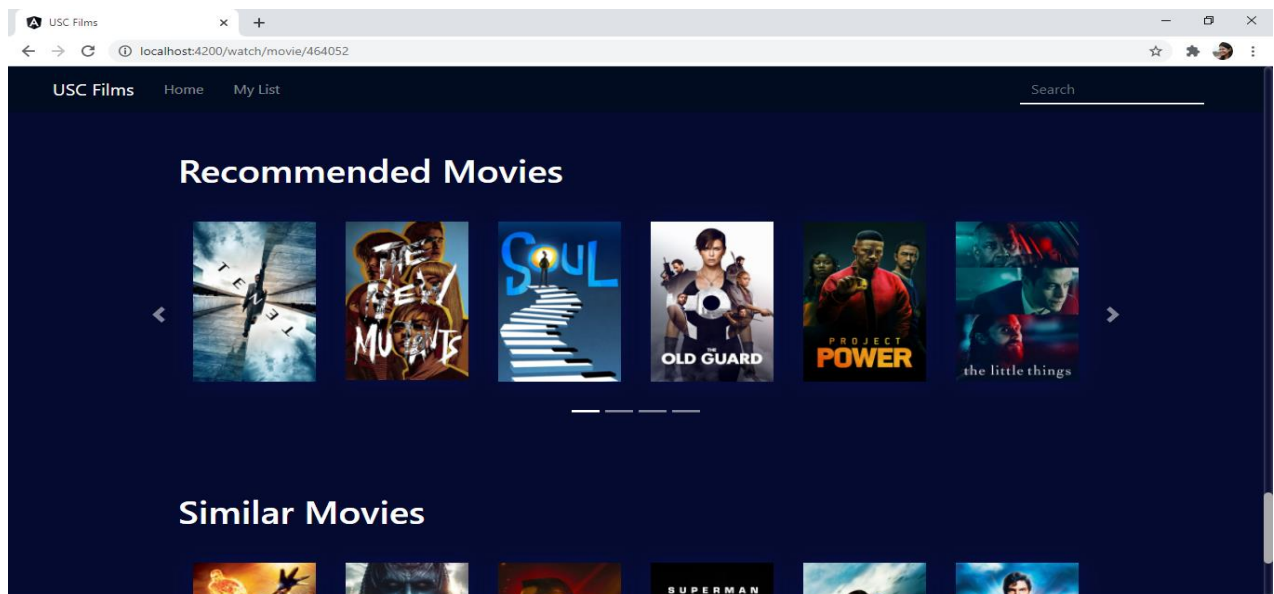 USC Films
localhost:4200/watch/movie/464052
USC Films Home My List Search
Recommended Movies
TENET
THE NEW MUTANTS
SOUL
THE OLD GUARD
PROJECT POWER
the little things
Similar Movies
SUPERMAN